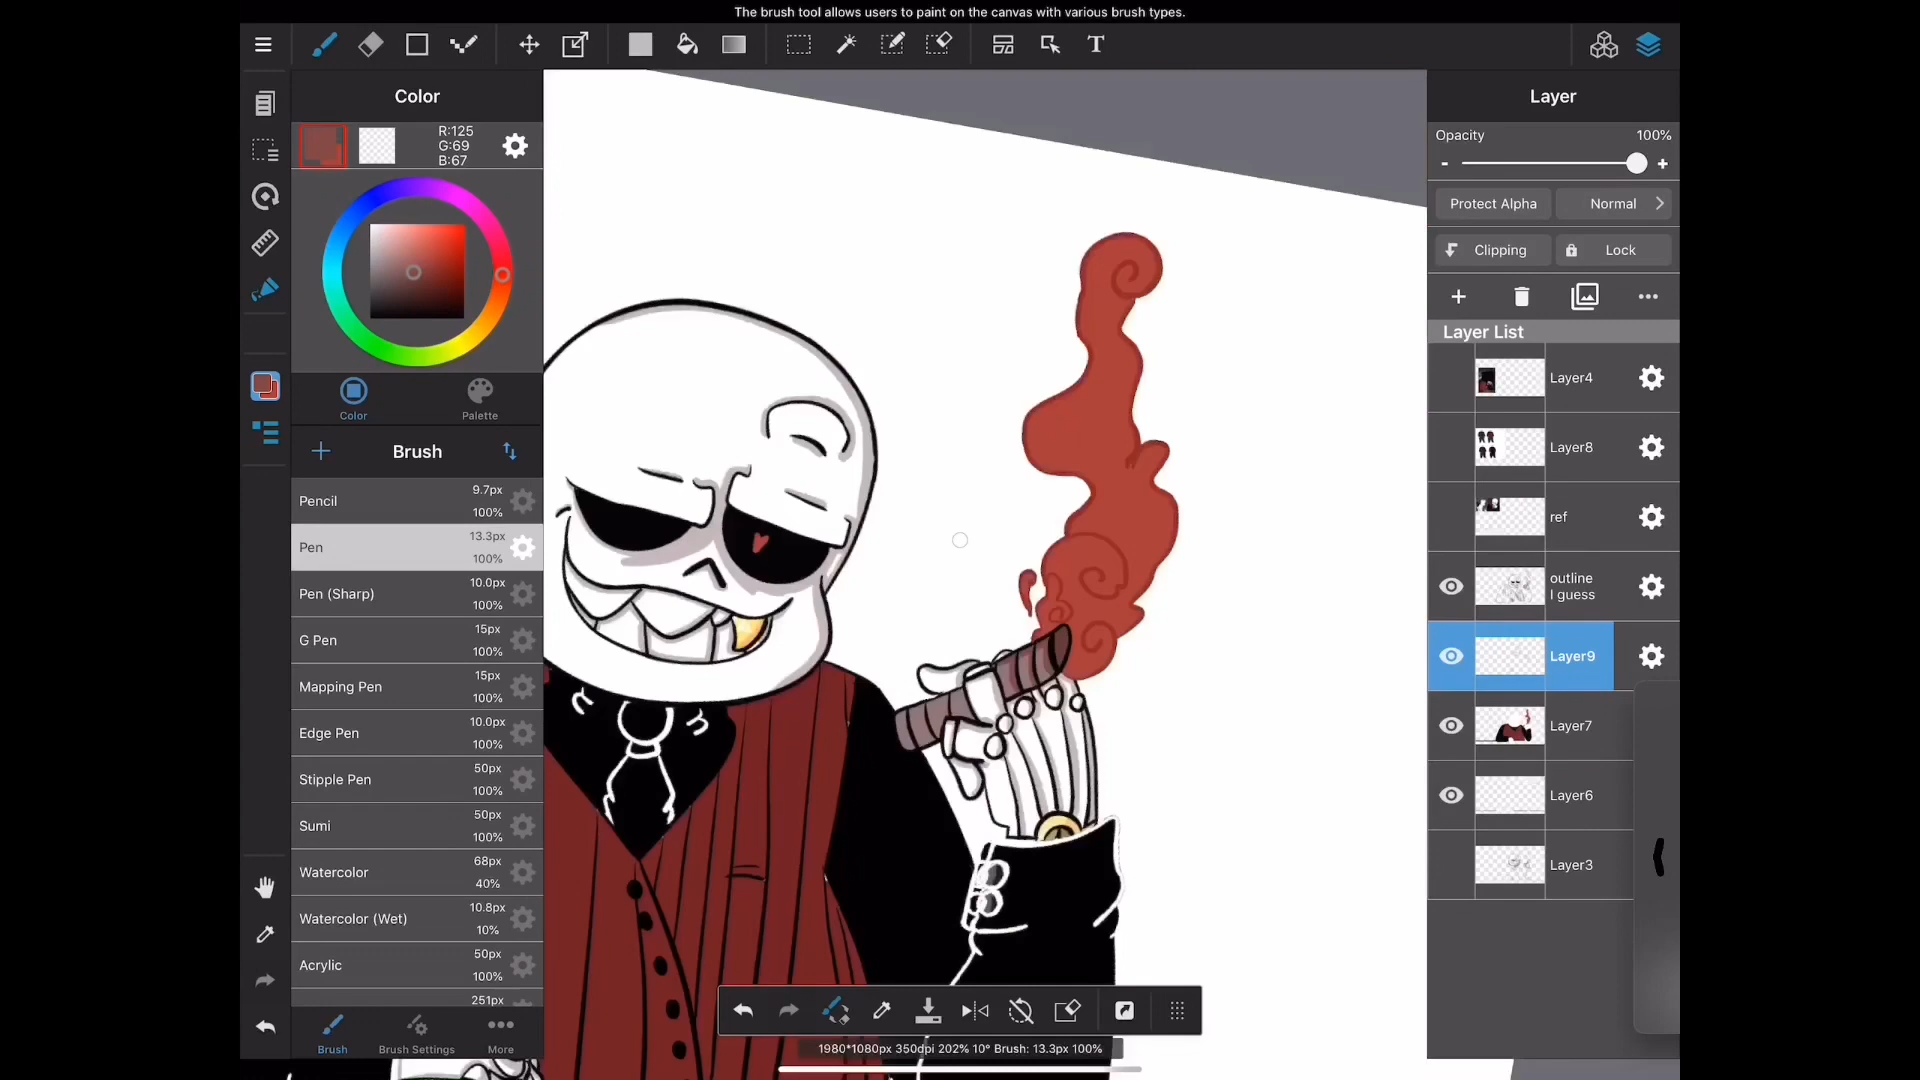 The brush tool allows users to paint on the canvas with various brush types.
T
Color
Layer
R:125
G:69
B:67
Opacity 100%
- +
Protect Alpha Normal
Clipping Lock
Layer List
Layer4
Layer8
ref
outline
I guess
Layer9
Layer7
Layer6
Layer3
Color Palette
Brush
Pencil 9.7px 100%
Pen 13.3px 100%
Pen (Sharp) 10.0px 100%
G Pen 15px 100%
Mapping Pen 15px 100%
Edge Pen 10.0px 100%
Stipple Pen 50px 100%
Sumi 50px 100%
Watercolor 68px 40%
Watercolor (Wet) 10.8px 10%
Acrylic 50px 100%
251px
Brush Brush Settings More
1980*1080px 350dpi 202% 10° Brush: 13.3px 100%